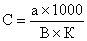 С = а × 1000
В × К